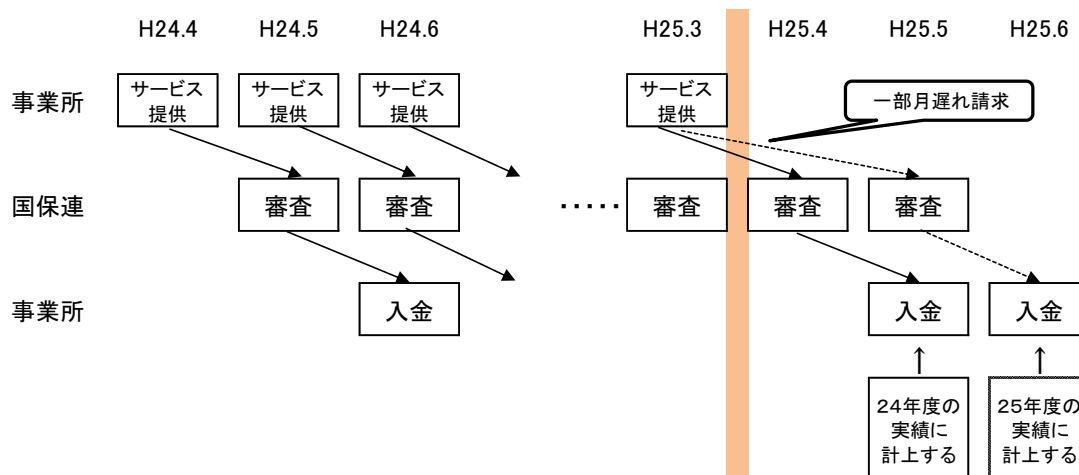 H24.4 H24.5 H24.6 H25.3 H25.4 H25.5 H25.6
事業所
サービス
提供
サービス
提供
サービス
提供
サービス
提供
一部月遅れ請求
国保連
審査
審査
・・・・・
審査
審査
審査
事業所
入金
入金
入金
↑ ↑
24年度の
実績に
計上する
25年度の
実績に
計上する